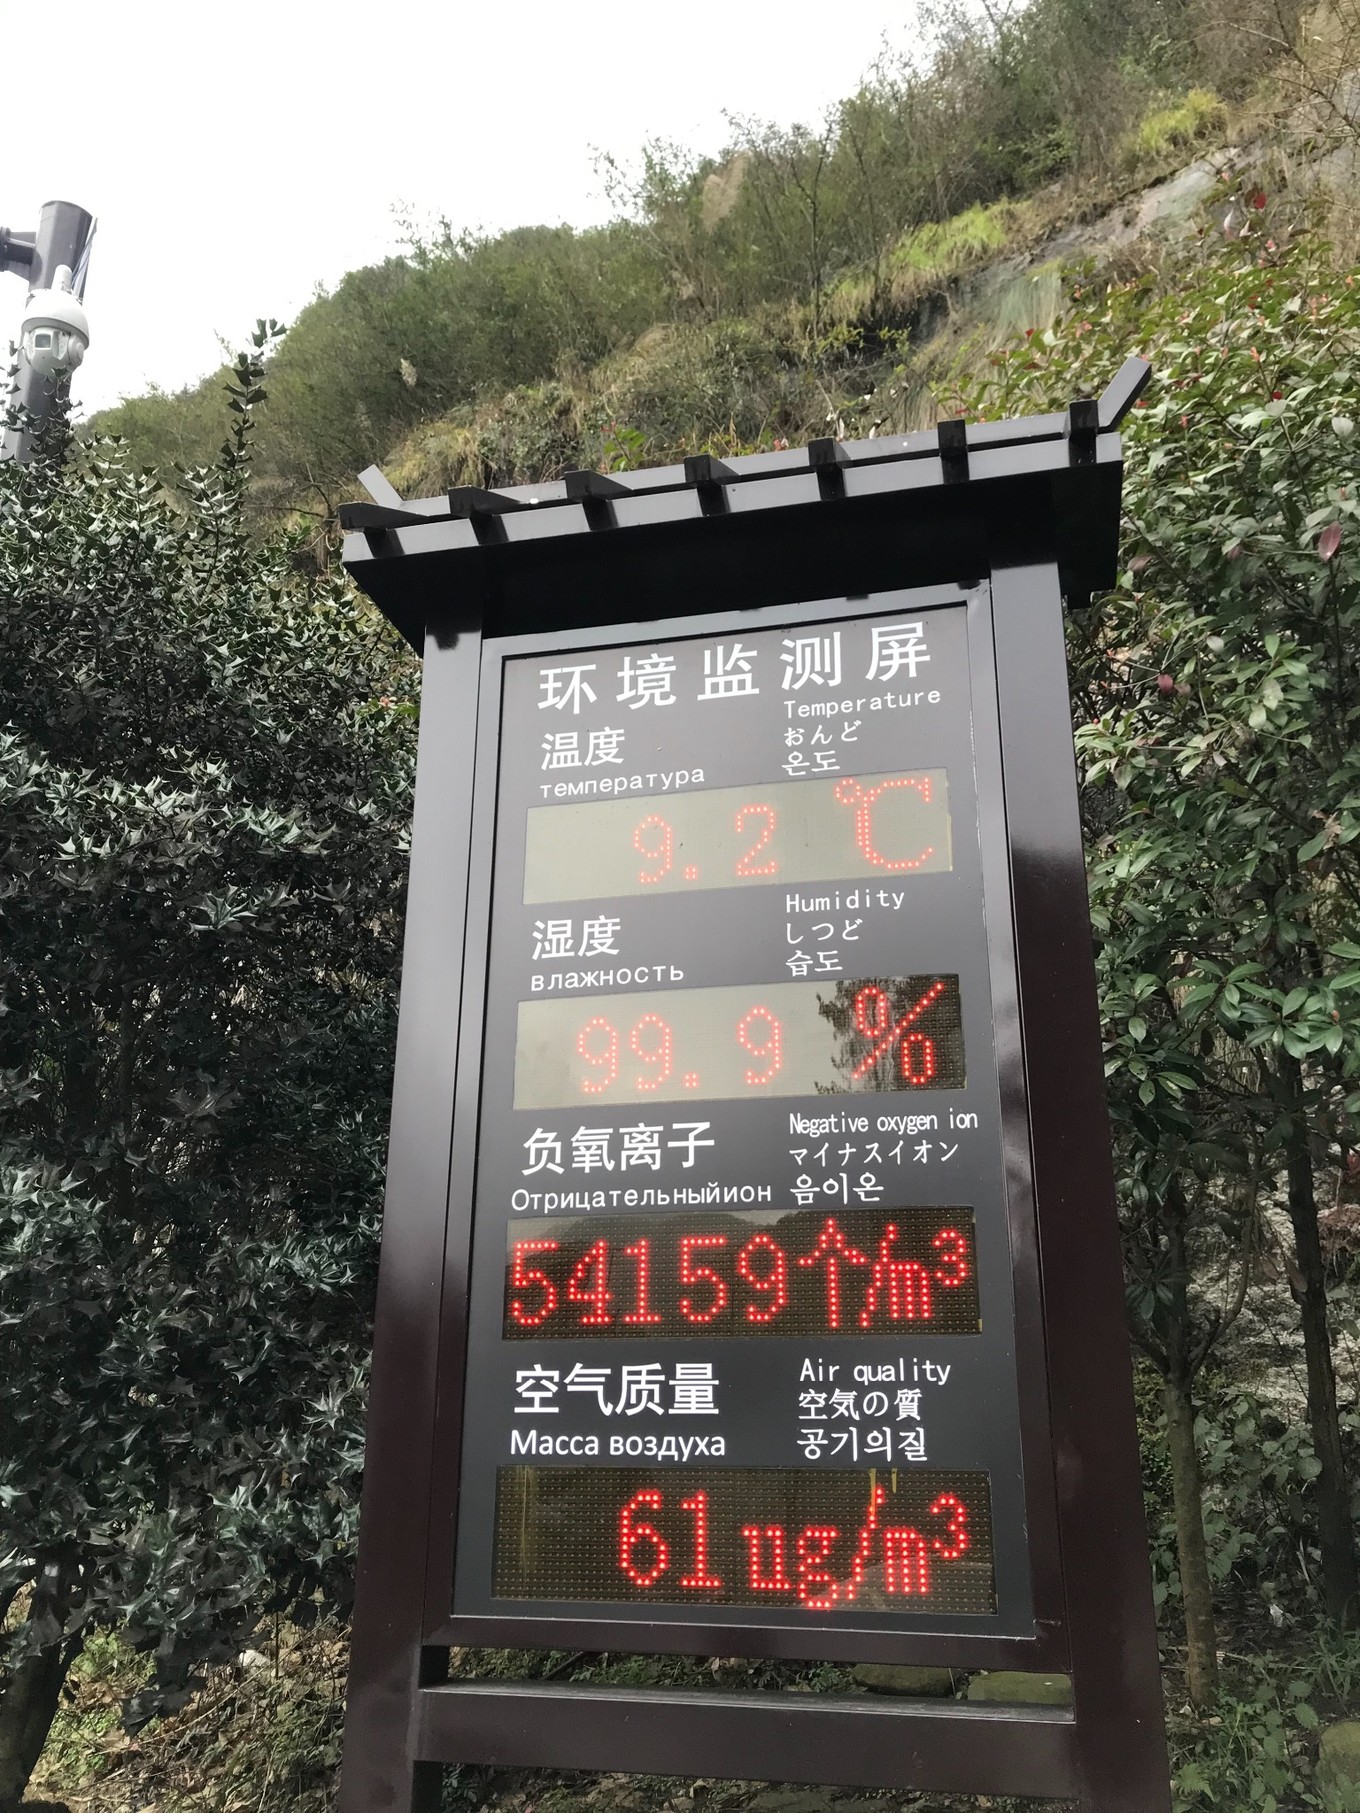 环境监测屏
温度
Temperature
おんど
온도
температура
9.2 ℃
湿度
Humidity
しつど
습도
влажность
99.9 %
负氧离子
Negative oxygen ion
マイナスイオン
음이온
Отрицательныйион
54159个/m³
空气质量
Air quality
空気の質
공기의질
Масса воздуха
61ug/m³